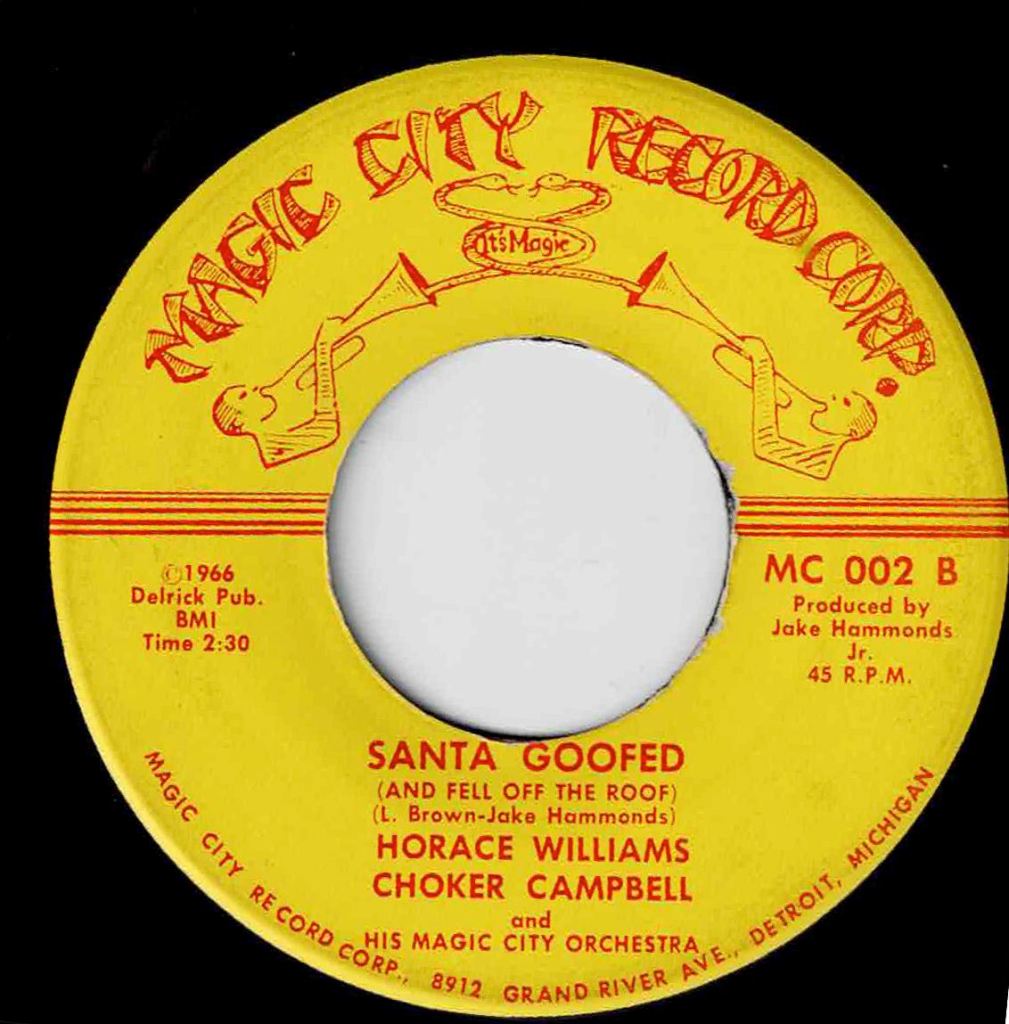 MAGIC CITY RECORD CORP.
It's Magic
©1966
Delrick Pub.
BMI
Time 2:30
MC 002 B
Produced by
Jake Hammonds
Jr.
45 R.P.M.
SANTA GOOFED
(AND FELL OFF THE ROOF)
(L. Brown-Jake Hammonds)
HORACE WILLIAMS
CHOKER CAMPBELL
and
HIS MAGIC CITY ORCHESTRA
MAGIC CITY RECORD CORP., 8912 GRAND RIVER AVE., DETROIT, MICHIGAN